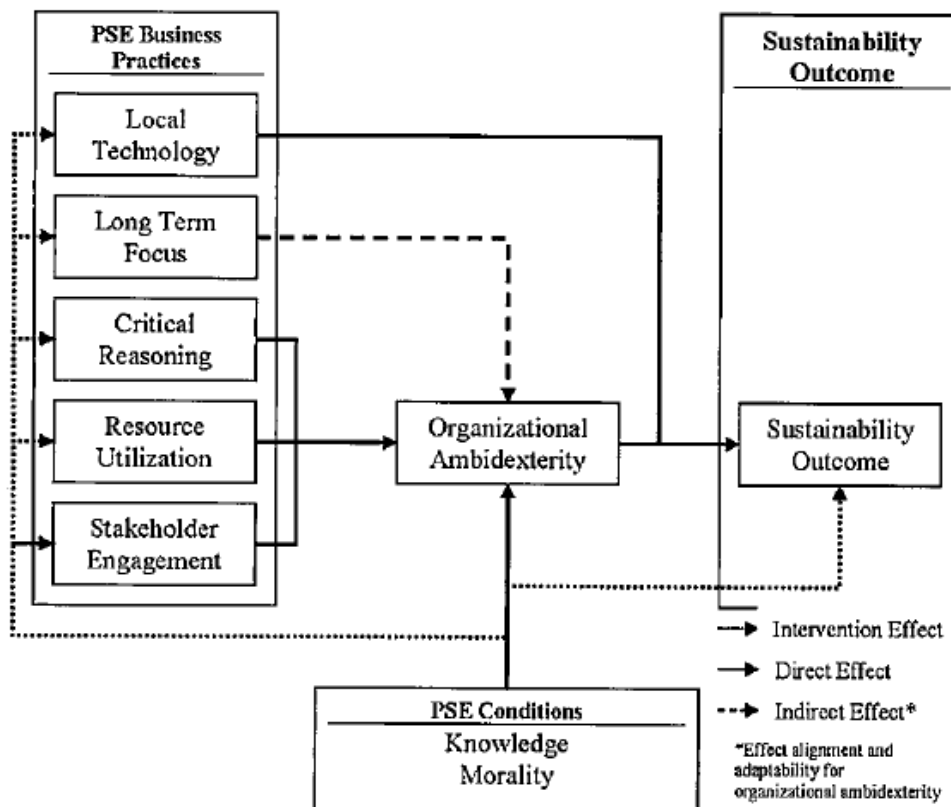 PSE Business
Practices
Local
Technology
Long Term
Focus
Critical
Reasoning
Resource
Utilization
Stakeholder
Engagement
Organizational
Ambidexterity
Sustainability
Outcome
Sustainability
Outcome
PSE Conditions
Knowledge
Morality
Intervention Effect
Direct Effect
Indirect Effect*
*Effect alignment and
adaptability for
organizational ambidexterity